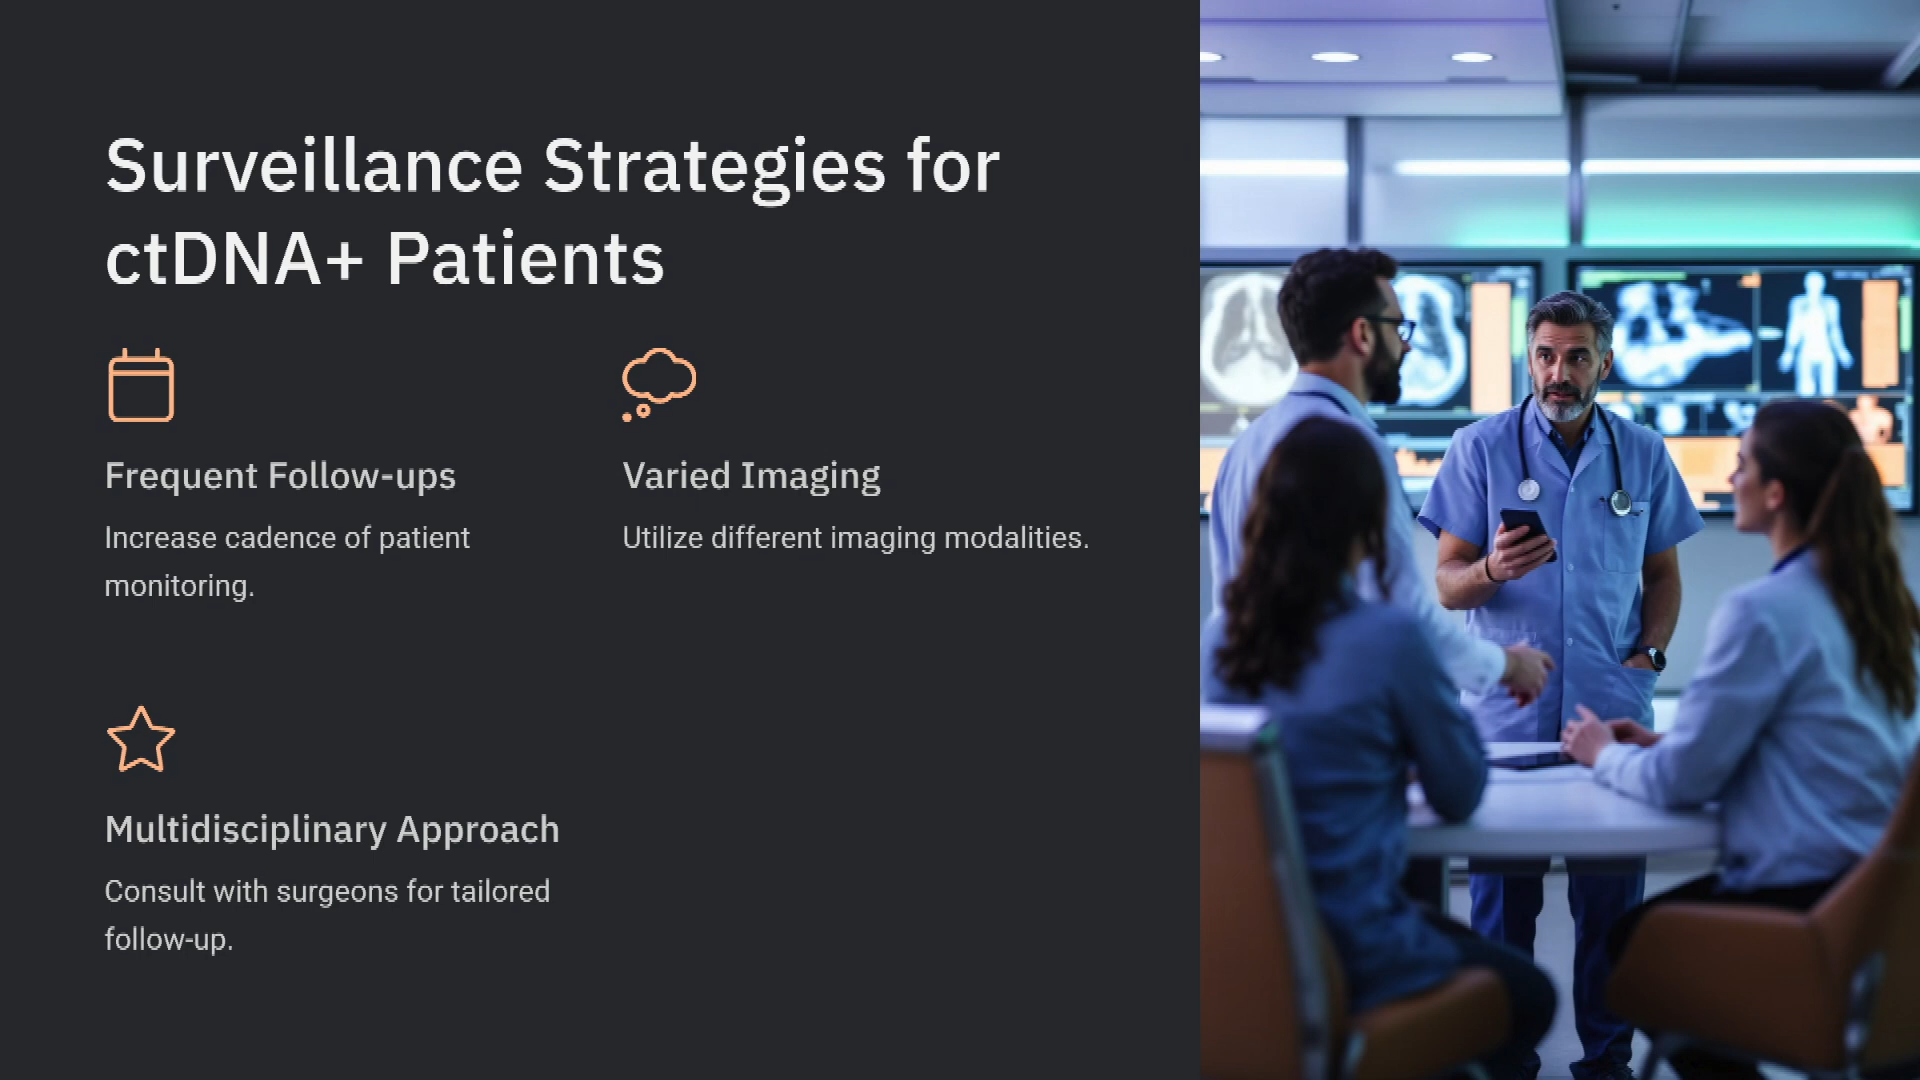 Surveillance Strategies for
ctDNA+ Patients
Frequent Follow-ups
Increase cadence of patient
monitoring.
Varied Imaging
Utilize different imaging modalities.
Multidisciplinary Approach
Consult with surgeons for tailored
follow-up.